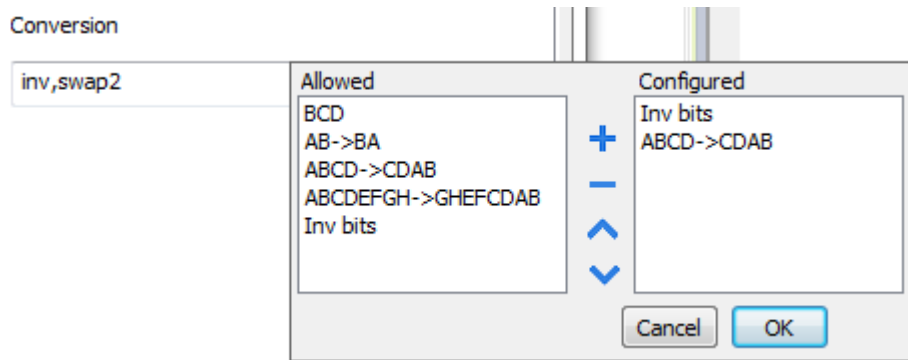 Conversion
inv,swap2
Allowed
BCD
AB->BA
ABCD->CDAB
ABCDEFGH->GHEFCDAB
Inv bits
Configured
Inv bits
ABCD->CDAB
Cancel
OK